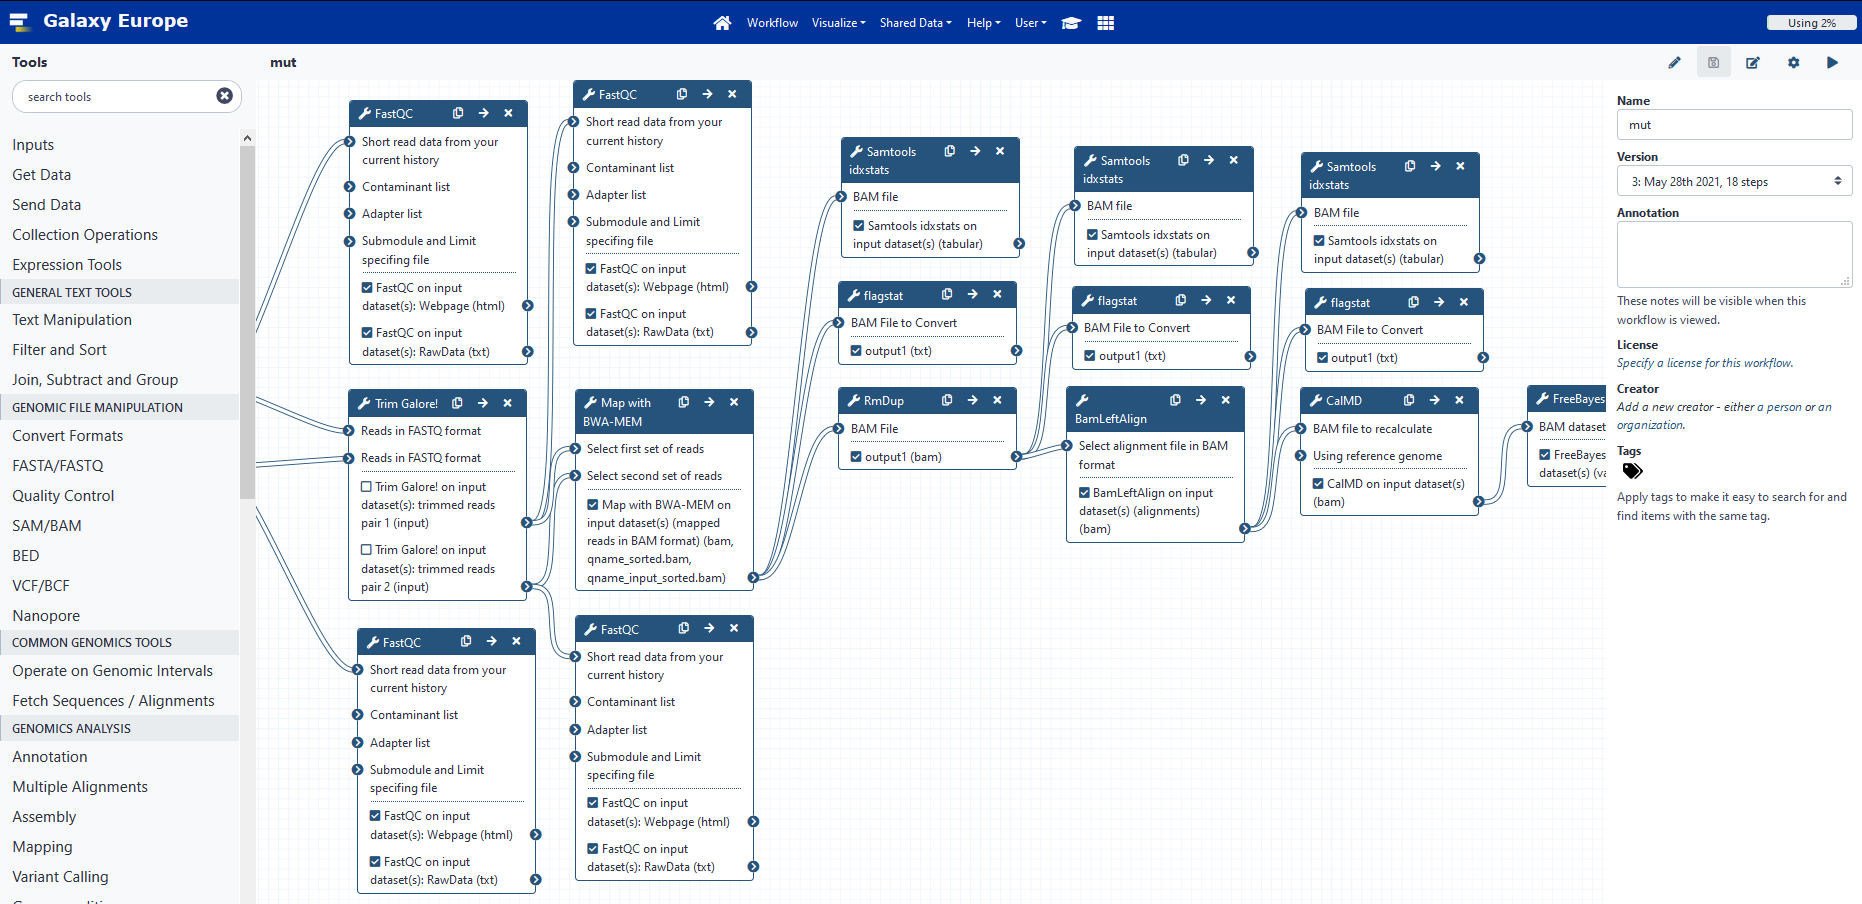 Galaxy Europe
Workflow
Visualize
Shared Data
Help
User
Using 2%
Tools
search tools
Inputs
Get Data
Send Data
Collection Operations
Expression Tools
GENERAL TEXT TOOLS
Text Manipulation
Filter and Sort
Join, Subtract and Group
GENOMIC FILE MANIPULATION
Convert Formats
FASTA/FASTQ
Quality Control
SAM/BAM
BED
VCF/BCF
Nanopore
COMMON GENOMICS TOOLS
Operate on Genomic Intervals
Fetch Sequences / Alignments
GENOMICS ANALYSIS
Annotation
Multiple Alignments
Assembly
Mapping
Variant Calling
mut
FastQC
Short read data from your
current history
Contaminant list
Adapter list
Submodule and Limit
specifing file
FastQC on input
dataset(s): Webpage (html)
FastQC on input
dataset(s): RawData (txt)
Trim Galore!
Reads in FASTQ format
Reads in FASTQ format
Trim Galore! on input
dataset(s): trimmed reads
pair 1 (input)
Trim Galore! on input
dataset(s): trimmed reads
pair 2 (input)
FastQC
Short read data from your
current history
Contaminant list
Adapter list
Submodule and Limit
specifing file
FastQC on input
dataset(s): Webpage (html)
FastQC on input
dataset(s): RawData (txt)
FastQC
Short read data from your
current history
Contaminant list
Adapter list
Submodule and Limit
specifing file
FastQC on input
dataset(s): Webpage (html)
FastQC on input
dataset(s): RawData (txt)
Map with
BWA-MEM
Select first set of reads
Select second set of reads
Map with BWA-MEM on
input dataset(s) (mapped
reads in BAM format) (bam,
qname_sorted.bam,
qname_input_sorted.bam)
FastQC
Short read data from your
current history
Contaminant list
Adapter list
Submodule and Limit
specifing file
FastQC on input
dataset(s): Webpage (html)
FastQC on input
dataset(s): RawData (txt)
Samtools
idxstats
BAM file
Samtools idxstats on
input dataset(s) (tabular)
flagstat
BAM File to Convert
output1 (txt)
RmDup
BAM File
output1 (bam)
Samtools
idxstats
BAM file
Samtools idxstats on
input dataset(s) (tabular)
flagstat
BAM File to Convert
output1 (txt)
BamLeftAlign
Select alignment file in BAM
format
BamLeftAlign on input
dataset(s) (alignments)
(bam)
Samtools
idxstats
BAM file
Samtools idxstats on
input dataset(s) (tabular)
flagstat
BAM File to Convert
output1 (txt)
CalMD
BAM file to recalculate
Using reference genome
CalMD on input dataset(s)
(bam)
FreeBayes
BAM dataset
FreeBayes
dataset(s) (va
Name
mut
Version
3: May 28th 2021, 18 steps
Annotation
These notes will be visible when this
workflow is viewed.
License
Specify a license for this workflow.
Creator
Add a new creator - either a person or an
organization.
Tags
Apply tags to make it easy to search for and
find items with the same tag.